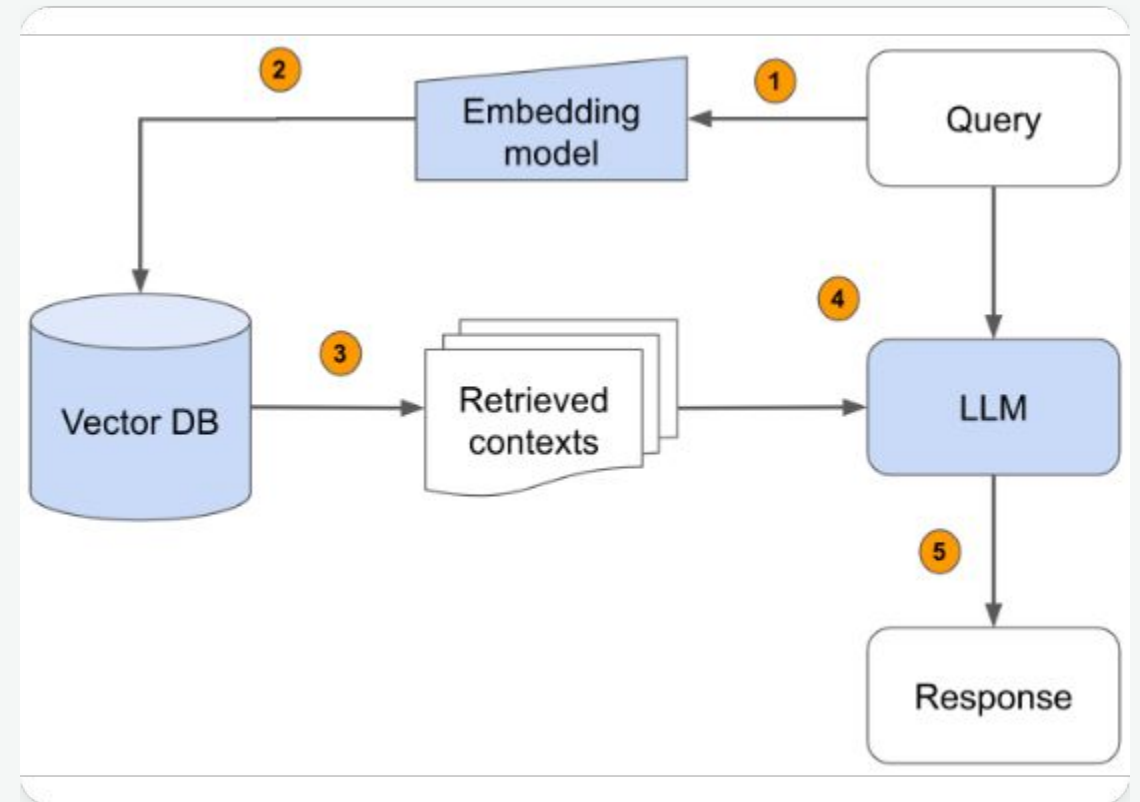 2
1
Embedding
model
Query
4
3
Vector DB
Retrieved
contexts
LLM
5
Response